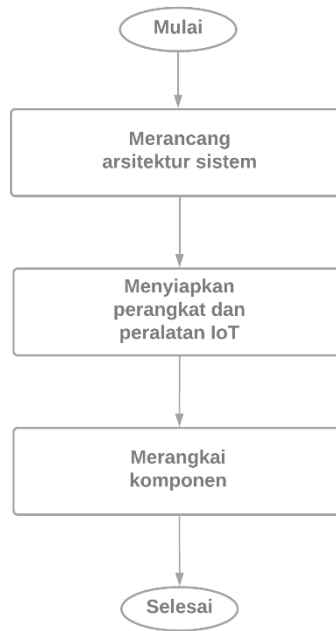 Mulai
Merancang
arsitektur sistem
Menyiapkan
perangkat dan
peralatan IoT
Merangkai
komponen
Selesai